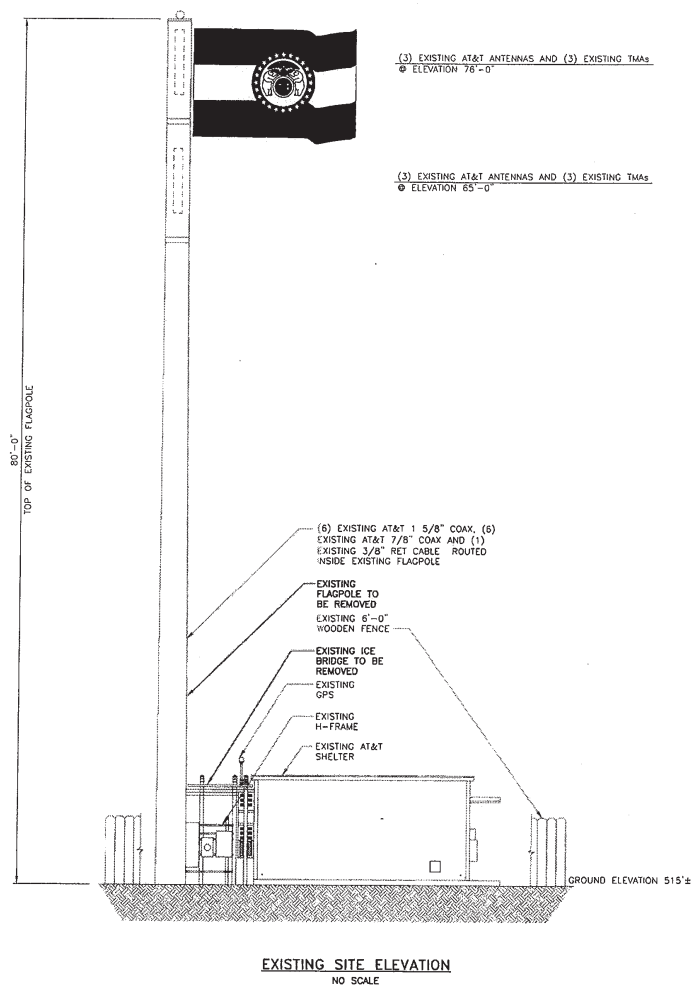 (3) EXISTING AT&T ANTENNAS AND (3) EXISTING TMAs
@ ELEVATION 76'-0"
(3) EXISTING AT&T ANTENNAS AND (3) EXISTING TMAs
@ ELEVATION 65'-0"
80'-0"
TOP OF EXISTING FLAGPOLE
(6) EXISTING AT&T 1 5/8" COAX, (6)
EXISTING AT&T 7/8" COAX AND (1)
EXISTING 3/8" RET CABLE ROUTED
INSIDE EXISTING FLAGPOLE
EXISTING
FLAGPOLE TO
BE REMOVED
EXISTING 6'-0"
WOODEN FENCE
EXISTING ICE
BRIDGE TO BE
REMOVED
EXISTING
GPS
EXISTING
H-FRAME
EXISTING AT&T
SHELTER
GROUND ELEVATION 515'±
EXISTING SITE ELEVATION
NO SCALE